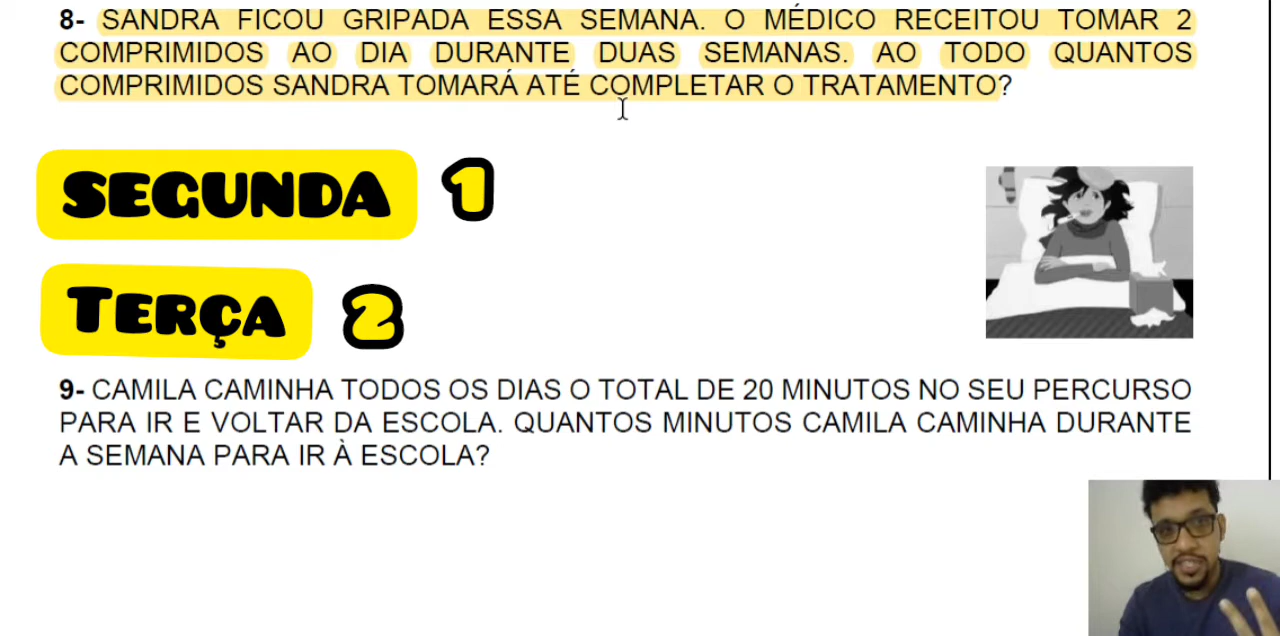 8- SANDRA FICOU GRIPADA ESSA SEMANA. O MÉDICO RECEITOU TOMAR 2
COMPRIMIDOS AO DIA DURANTE DUAS SEMANAS. AO TODO QUANTOS
COMPRIMIDOS SANDRA TOMARÁ ATÉ COMPLETAR O TRATAMENTO?
SEGUNDA 1
TERÇA 2
9- CAMILA CAMINHA TODOS OS DIAS O TOTAL DE 20 MINUTOS NO SEU PERCURSO
PARA IR E VOLTAR DA ESCOLA. QUANTOS MINUTOS CAMILA CAMINHA DURANTE
A SEMANA PARA IR À ESCOLA?